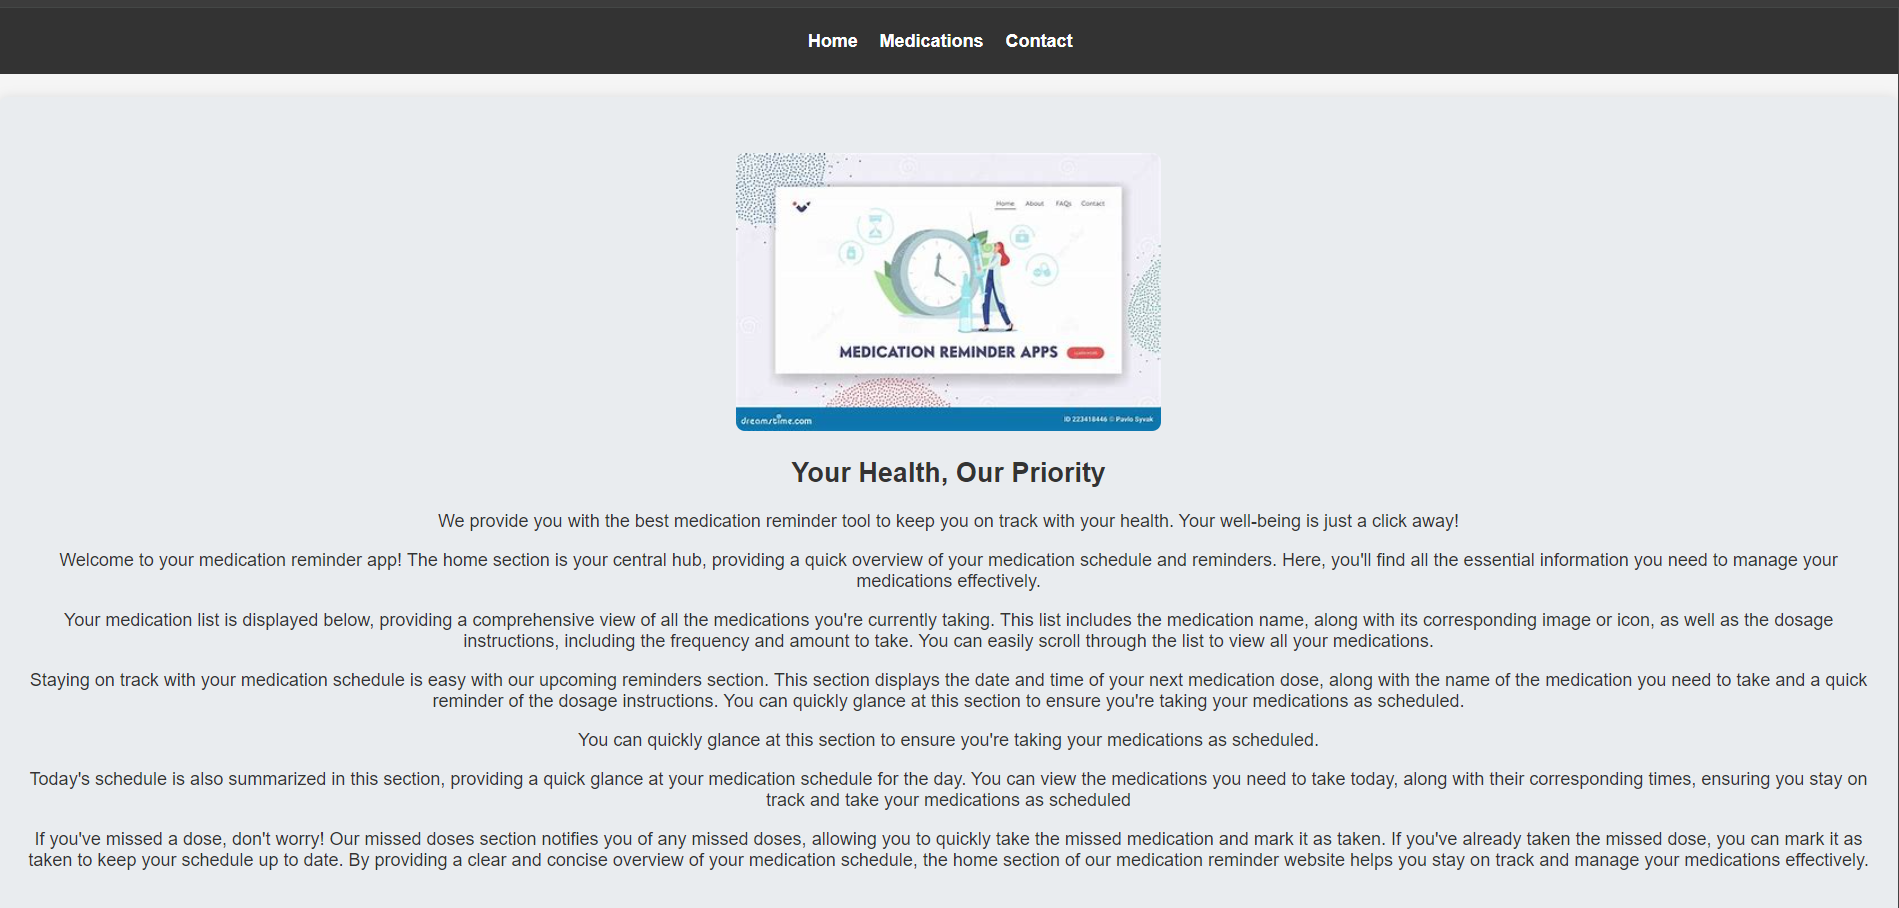 Home Medications Contact
Home About FAQs Contact
MEDICATION REMINDER APPS
dreamstime.com
ID 223418446 © Pavlo Syvak
Your Health, Our Priority
We provide you with the best medication reminder tool to keep you on track with your health. Your well-being is just a click away!
Welcome to your medication reminder app! The home section is your central hub, providing a quick overview of your medication schedule and reminders. Here, you'll find all the essential information you need to manage your
medications effectively.
Your medication list is displayed below, providing a comprehensive view of all the medications you're currently taking. This list includes the medication name, along with its corresponding image or icon, as well as the dosage
instructions, including the frequency and amount to take. You can easily scroll through the list to view all your medications.
Staying on track with your medication schedule is easy with our upcoming reminders section. This section displays the date and time of your next medication dose, along with the name of the medication you need to take and a quick
reminder of the dosage instructions. You can quickly glance at this section to ensure you're taking your medications as scheduled.
You can quickly glance at this section to ensure you're taking your medications as scheduled.
Today's schedule is also summarized in this section, providing a quick glance at your medication schedule for the day. You can view the medications you need to take today, along with their corresponding times, ensuring you stay on
track and take your medications as scheduled
If you've missed a dose, don't worry! Our missed doses section notifies you of any missed doses, allowing you to quickly take the missed medication and mark it as taken. If you've already taken the missed dose, you can mark it as
taken to keep your schedule up to date. By providing a clear and concise overview of your medication schedule, the home section of our medication reminder website helps you stay on track and manage your medications effectively.